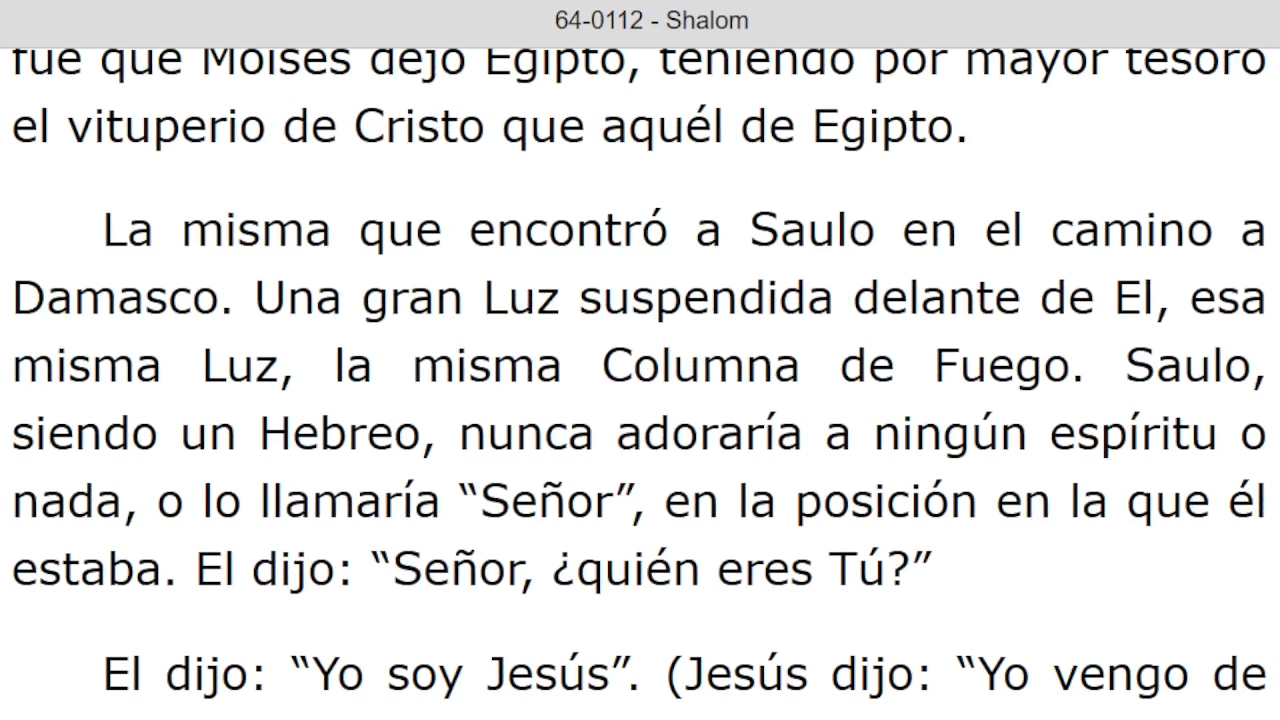 64-0112 - Shalom
fue que Moisés dejó Egipto, teniendo por mayor tesoro
el vituperio de Cristo que aquél de Egipto.
La misma que encontró a Saulo en el camino a
Damasco. Una gran Luz suspendida delante de El, esa
misma Luz, la misma Columna de Fuego. Saulo,
siendo un Hebreo, nunca adoraría a ningún espíritu o
nada, o lo llamaría “Señor”, en la posición en la que él
estaba. El dijo: “Señor, ¿quién eres Tú?”
El dijo: “Yo soy Jesús”. (Jesús dijo: “Yo vengo de